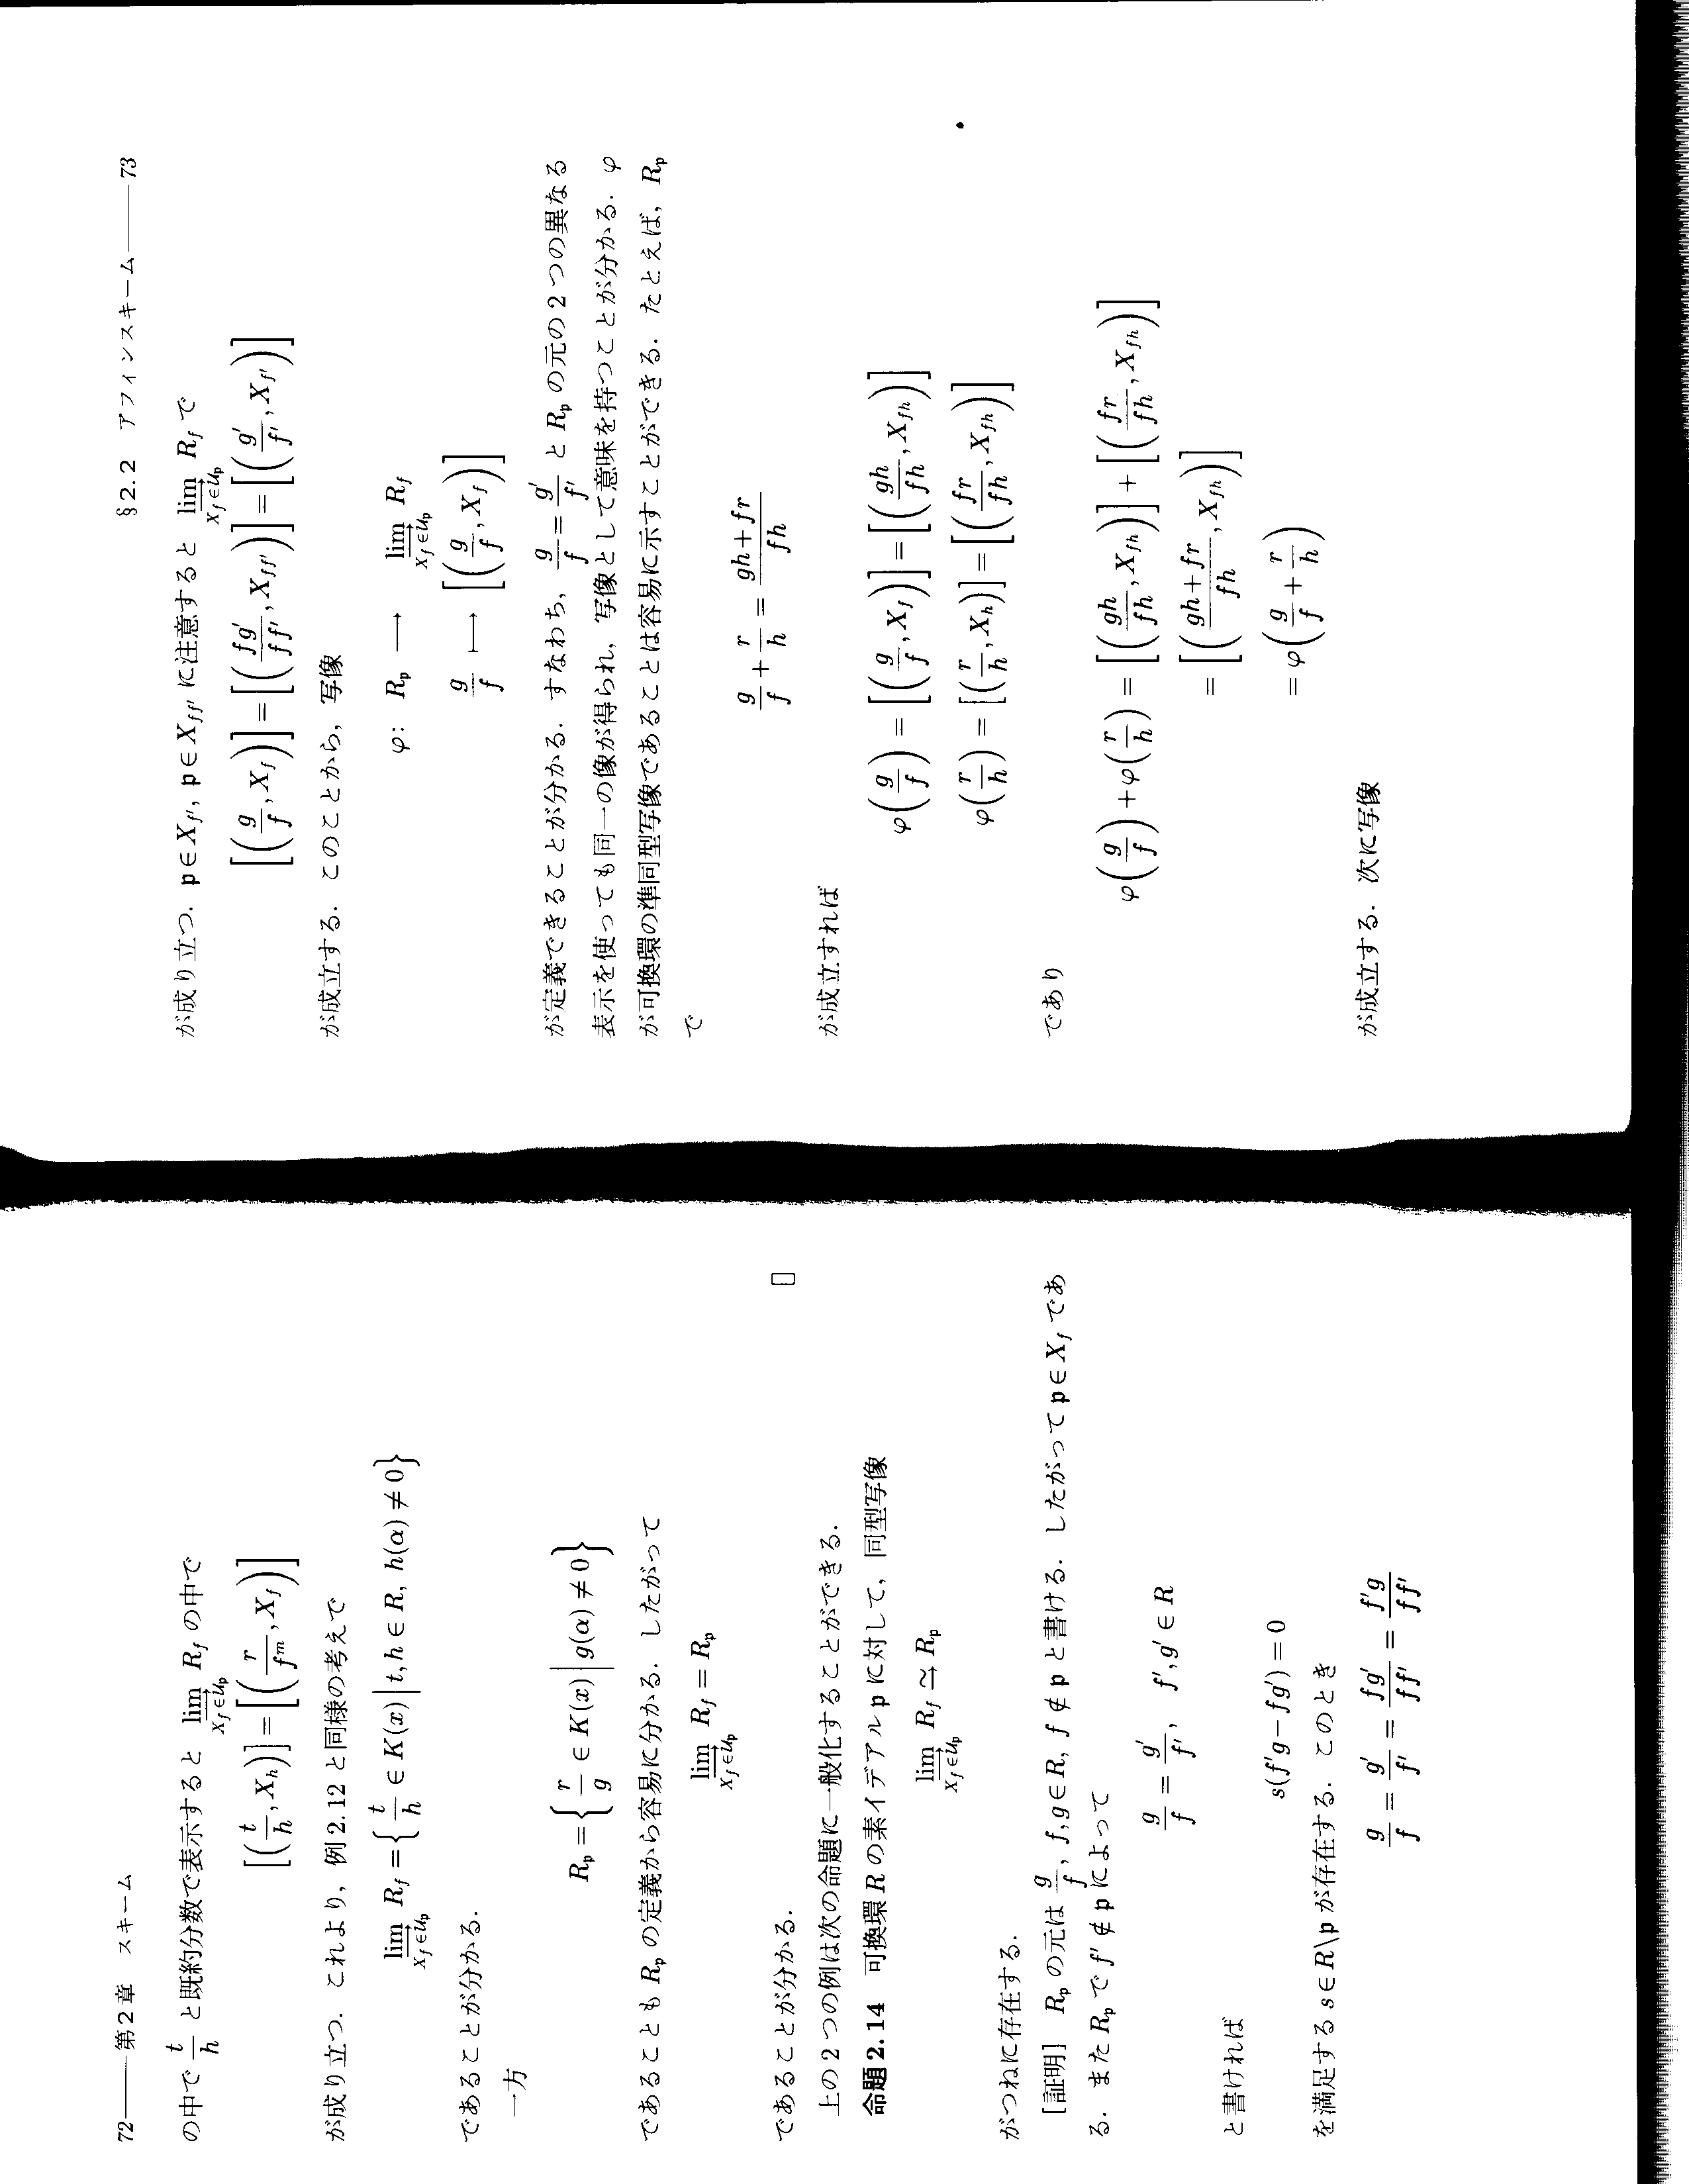 72――第2章 スキーム
の中で $\frac{t}{h}$ と既約分数で表示すると $\varinjlim_{X_f \in \mathcal{U}_\mathfrak{p}} R_f$ の中で
$\left[\left(\frac{t}{h}, X_h\right)\right] = \left[\left(\frac{r}{f^m}, X_f\right)\right]$
が成り立つ. これより, 例 2.12 と同様の考えで
$\varinjlim_{X_f \in \mathcal{U}_\mathfrak{p}} R_f = \left\{ \frac{t}{h} \in K(x) \middle| t, h \in R, h(\alpha) \neq 0 \right\}$
であることが分かる.
一方
$R_\mathfrak{p} = \left\{ \frac{r}{g} \in K(x) \middle| g(\alpha) \neq 0 \right\}$
であることも $R_\mathfrak{p}$ の定義から容易に分かる. したがって
$\varinjlim_{X_f \in \mathcal{U}_\mathfrak{p}} R_f = R_\mathfrak{p}$
であることが分かる. □
上の 2 つの例は次の命題に一般化することができる.
命題 2.14 可換環 $R$ の素イデアル $\mathfrak{p}$ に対して, 同型写像
$\varinjlim_{X_f \in \mathcal{U}_\mathfrak{p}} R_f \simeq R_\mathfrak{p}$
がつねに存在する.
[証明] $R_\mathfrak{p}$ の元は $\frac{g}{f}$, $f, g \in R$, $f \notin \mathfrak{p}$ と書ける. したがって $\mathfrak{p} \in X_f$ であ
る. また $R_\mathfrak{p}$ で $f' \notin \mathfrak{p}$ によって
$\frac{g}{f} = \frac{g'}{f'}, \quad f', g' \in R$
と書ければ
$s(f'g - fg') = 0$
を満足する $s \in R \backslash \mathfrak{p}$ が存在する. このとき
$\frac{g}{f} = \frac{g'}{f'} = \frac{fg'}{ff'} = \frac{f'g}{ff'}$
§2.2 アフィンスキーム――73
が成り立つ. $\mathfrak{p} \in X_{f'}$, $\mathfrak{p} \in X_{ff'}$ に注意すると $\varinjlim_{X_f \in \mathcal{U}_\mathfrak{p}} R_f$ で
$\left[\left(\frac{g}{f}, X_f\right)\right] = \left[\left(\frac{fg'}{ff'}, X_{ff'}\right)\right] = \left[\left(\frac{g'}{f'}, X_{f'}\right)\right]$
が成立する. このことから, 写像
$\varphi: \quad R_\mathfrak{p} \longrightarrow \varinjlim_{X_f \in \mathcal{U}_\mathfrak{p}} R_f$
$\frac{g}{f} \longmapsto \left[\left(\frac{g}{f}, X_f\right)\right]$
が定義できることが分かる. すなわち, $\frac{g}{f} = \frac{g'}{f'}$ と $R_\mathfrak{p}$ の元の 2 つの異なる
表示を使っても同一の像が得られ, 写像として意味を持つことが分かる. $\varphi$
が可換環の準同型写像であることは容易に示すことができる. たとえば, $R_\mathfrak{p}$
で
$\frac{g}{f} + \frac{r}{h} = \frac{gh + fr}{fh}$
が成立すれば
$\varphi\left(\frac{g}{f}\right) = \left[\left(\frac{g}{f}, X_f\right)\right] = \left[\left(\frac{gh}{fh}, X_{fh}\right)\right]$
$\varphi\left(\frac{r}{h}\right) = \left[\left(\frac{r}{h}, X_h\right)\right] = \left[\left(\frac{fr}{fh}, X_{fh}\right)\right]$
であり
$\varphi\left(\frac{g}{f}\right) + \varphi\left(\frac{r}{h}\right) = \left[\left(\frac{gh}{fh}, X_{fh}\right)\right] + \left[\left(\frac{fr}{fh}, X_{fh}\right)\right]$
$= \left[\left(\frac{gh + fr}{fh}, X_{fh}\right)\right]$
$= \varphi\left(\frac{g}{f} + \frac{r}{h}\right)$
が成立する. 次に写像